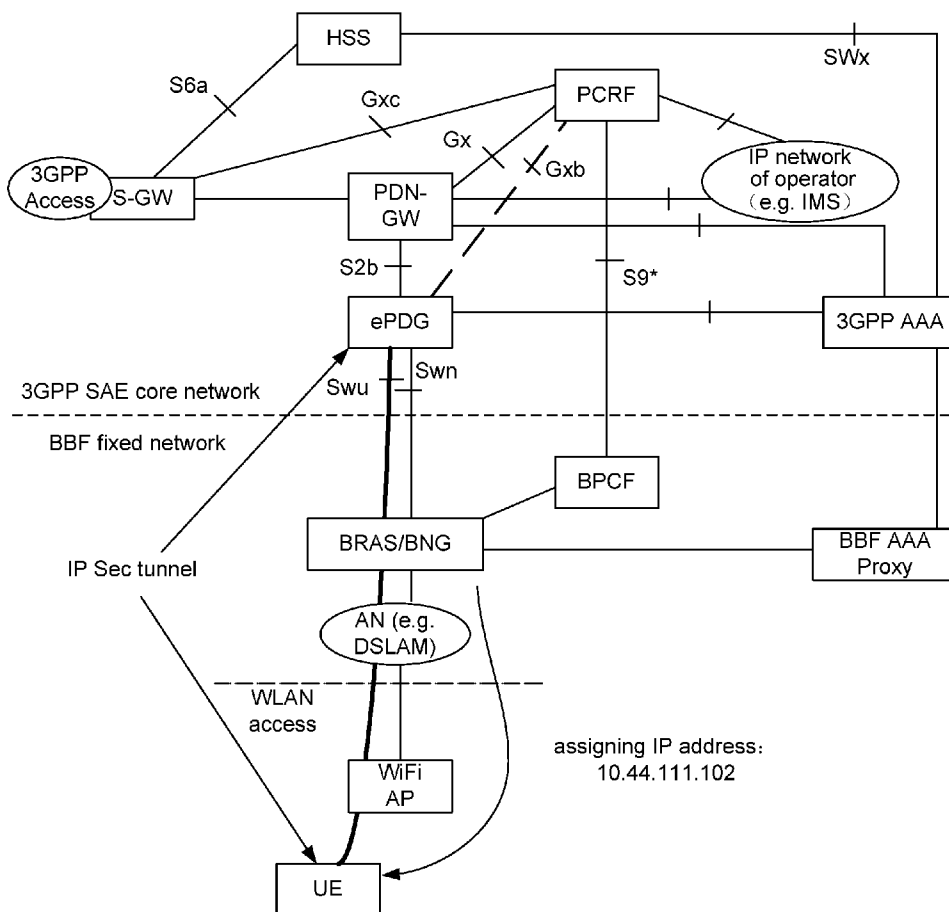 HSS
SWx
S6a
Gxc
PCRF
Gx
Gxb
3GPP
Access
S-GW
PDN-
GW
IP network
of operator
(e.g. IMS)
S2b
S9*
ePDG
3GPP AAA
Swu
Swn
3GPP SAE core network
BBF fixed network
BPCF
BRAS/BNG
BBF AAA
Proxy
IP Sec tunnel
AN (e.g.
DSLAM)
WLAN
access
assigning IP address:
10.44.111.102
WiFi
AP
UE